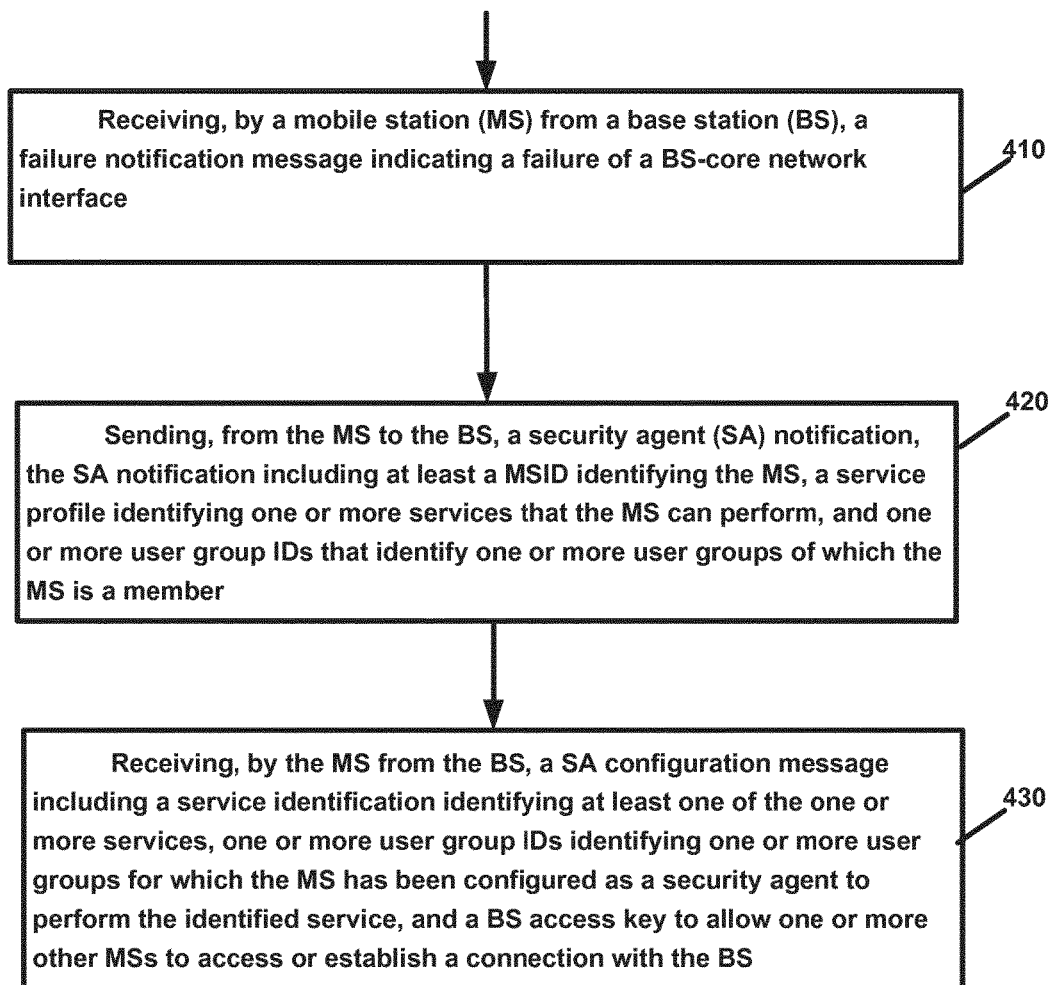 Receiving, by a mobile station (MS) from a base station (BS), a
failure notification message indicating a failure of a BS-core network
interface
410
Sending, from the MS to the BS, a security agent (SA) notification,
the SA notification including at least a MSID identifying the MS, a service
profile identifying one or more services that the MS can perform, and one
or more user group IDs that identify one or more user groups of which the
MS is a member
420
Receiving, by the MS from the BS, a SA configuration message
including a service identification identifying at least one of the one or
more services, one or more user group IDs identifying one or more user
groups for which the MS has been configured as a security agent to
perform the identified service, and a BS access key to allow one or more
other MSs to access or establish a connection with the BS
430